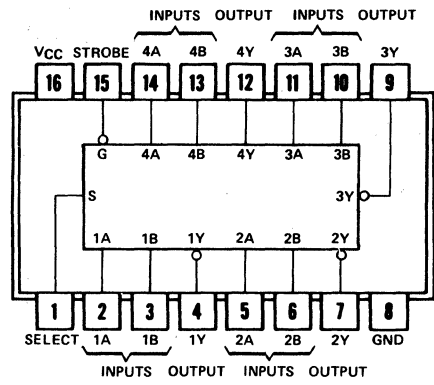 INPUTS OUTPUT INPUTS OUTPUT
VCC STROBE 4A 4B 4Y 3A 3B 3Y
16 15 14 13 12 11 10 9
G 4A 4B 4Y 3A 3B
S 3Y
1A 1B 1Y 2A 2B 2Y
1 2 3 4 5 6 7 8
SELECT 1A 1B 1Y 2A 2B 2Y GND
INPUTS OUTPUT INPUTS OUTPUT